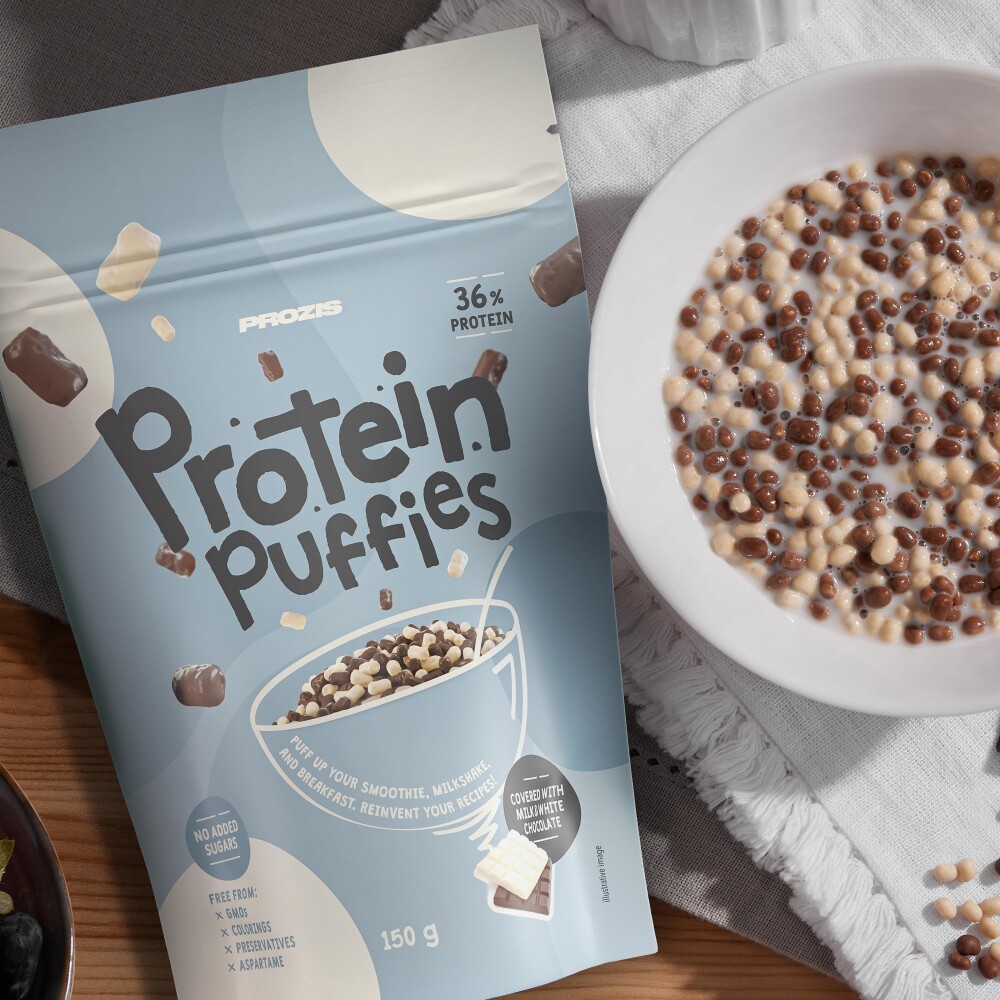 PROZIS
36%
PROTEIN
Protein
Puffies
PUFF UP YOUR SMOOTHIE, MILKSHAKE,
AND BREAKFAST. REINVENT YOUR RECIPES!
COVERED WITH
MILK & WHITE
CHOCOLATE
NO ADDED
SUGARS
FREE FROM:
× GMOs
× COLORINGS
× PRESERVATIVES
× ASPARTAME
150 g
illustrative image